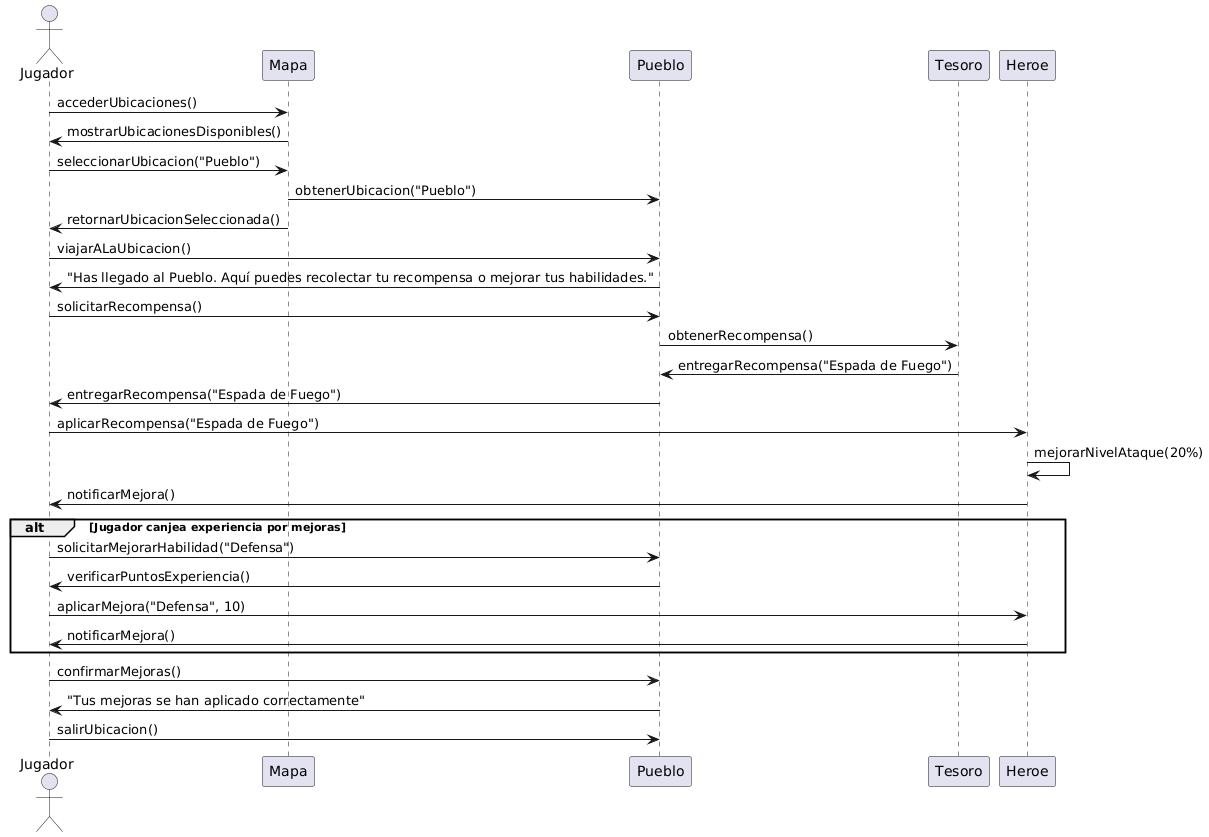 Jugador
Mapa
Pueblo
Tesoro
Heroe
accederUbicaciones()
mostrarUbicacionesDisponibles()
seleccionarUbicacion("Pueblo")
obtenerUbicacion("Pueblo")
retornarUbicacionSeleccionada()
viajarALaUbicacion()
"Has llegado al Pueblo. Aquí puedes recolectar tu recompensa o mejorar tus habilidades."
solicitarRecompensa()
obtenerRecompensa()
entregarRecompensa("Espada de Fuego")
entregarRecompensa("Espada de Fuego")
aplicarRecompensa("Espada de Fuego")
mejorarNivelAtaque(20%)
notificarMejora()
alt [Jugador canjea experiencia por mejoras]
solicitarMejorarHabilidad("Defensa")
verificarPuntosExperiencia()
aplicarMejora("Defensa", 10)
notificarMejora()
confirmarMejoras()
"Tus mejoras se han aplicado correctamente"
salirUbicacion()
Jugador
Mapa
Pueblo
Tesoro
Heroe